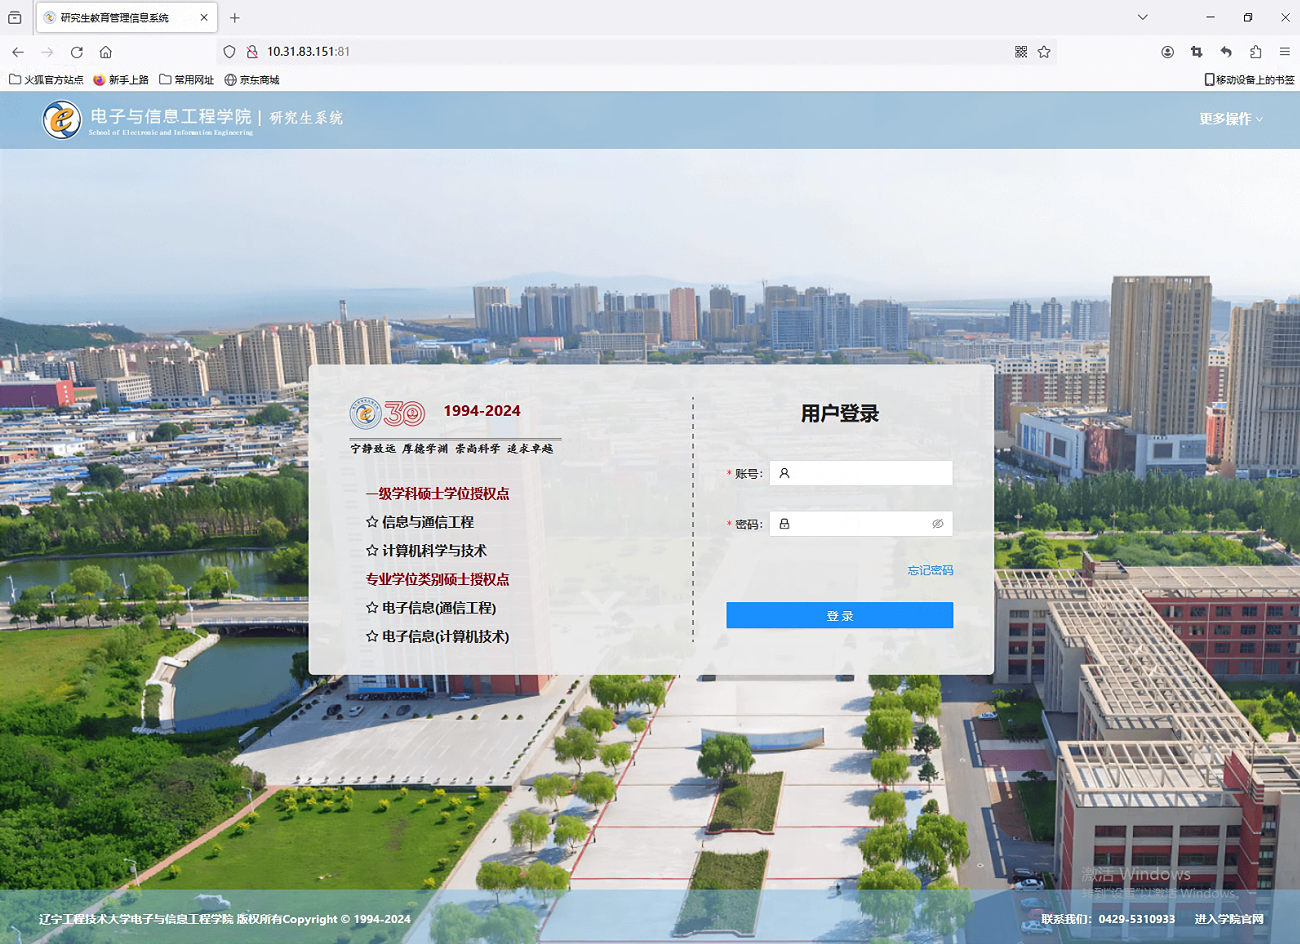 研究生教育管理信息系统
10.31.83.151:81
火狐官方站点
新手上路
常用网址
京东商城
移动设备上的书签
电子与信息工程学院 | 研究生系统
School of Electronic and Information Engineering
更多操作
30
1994-2024
宁静致远 厚德学渊 崇尚科学 追求卓越
一级学科硕士学位授权点
☆ 信息与通信工程
☆ 计算机科学与技术
专业学位类别硕士授权点
☆ 电子信息(通信工程)
☆ 电子信息(计算机技术)
用户登录
* 账号:
* 密码:
忘记密码
登 录
激活 Windows
转到"设置"以激活 Windows。
辽宁工程技术大学电子与信息工程学院 版权所有Copyright © 1994-2024
联系我们：0429-5310933
进入学院官网